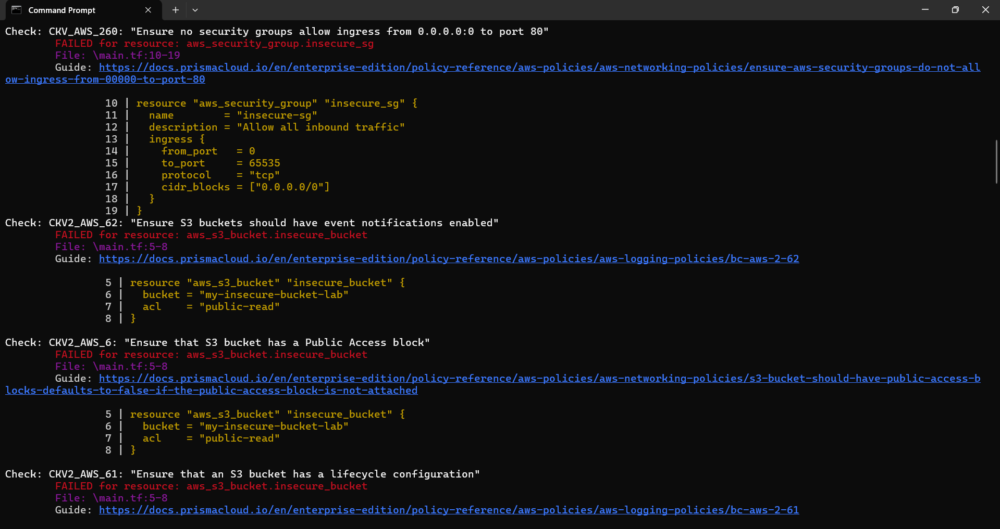 Command Prompt
Check: CKV_AWS_260: "Ensure no security groups allow ingress from 0.0.0.0:0 to port 80"
        FAILED for resource: aws_security_group.insecure_sg
        File: \main.tf:10-19
        Guide: https://docs.prismacloud.io/en/enterprise-edition/policy-reference/aws-policies/aws-networking-policies/ensure-aws-security-groups-do-not-all
ow-ingress-from-00000-to-port-80
                10 | resource "aws_security_group" "insecure_sg" {
                11 |   name        = "insecure-sg"
                12 |   description = "Allow all inbound traffic"
                13 |   ingress {
                14 |     from_port   = 0
                15 |     to_port     = 65535
                16 |     protocol    = "tcp"
                17 |     cidr_blocks = ["0.0.0.0/0"]
                18 |   }
                19 | }
Check: CKV2_AWS_62: "Ensure S3 buckets should have event notifications enabled"
        FAILED for resource: aws_s3_bucket.insecure_bucket
        File: \main.tf:5-8
        Guide: https://docs.prismacloud.io/en/enterprise-edition/policy-reference/aws-policies/aws-logging-policies/bc-aws-2-62
                5 | resource "aws_s3_bucket" "insecure_bucket" {
                6 |   bucket = "my-insecure-bucket-lab"
                7 |   acl    = "public-read"
                8 | }
Check: CKV2_AWS_6: "Ensure that S3 bucket has a Public Access block"
        FAILED for resource: aws_s3_bucket.insecure_bucket
        File: \main.tf:5-8
        Guide: https://docs.prismacloud.io/en/enterprise-edition/policy-reference/aws-policies/aws-networking-policies/s3-bucket-should-have-public-access-b
locks-defaults-to-false-if-the-public-access-block-is-not-attached
                5 | resource "aws_s3_bucket" "insecure_bucket" {
                6 |   bucket = "my-insecure-bucket-lab"
                7 |   acl    = "public-read"
                8 | }
Check: CKV2_AWS_61: "Ensure that an S3 bucket has a lifecycle configuration"
        FAILED for resource: aws_s3_bucket.insecure_bucket
        File: \main.tf:5-8
        Guide: https://docs.prismacloud.io/en/enterprise-edition/policy-reference/aws-policies/aws-logging-policies/bc-aws-2-61